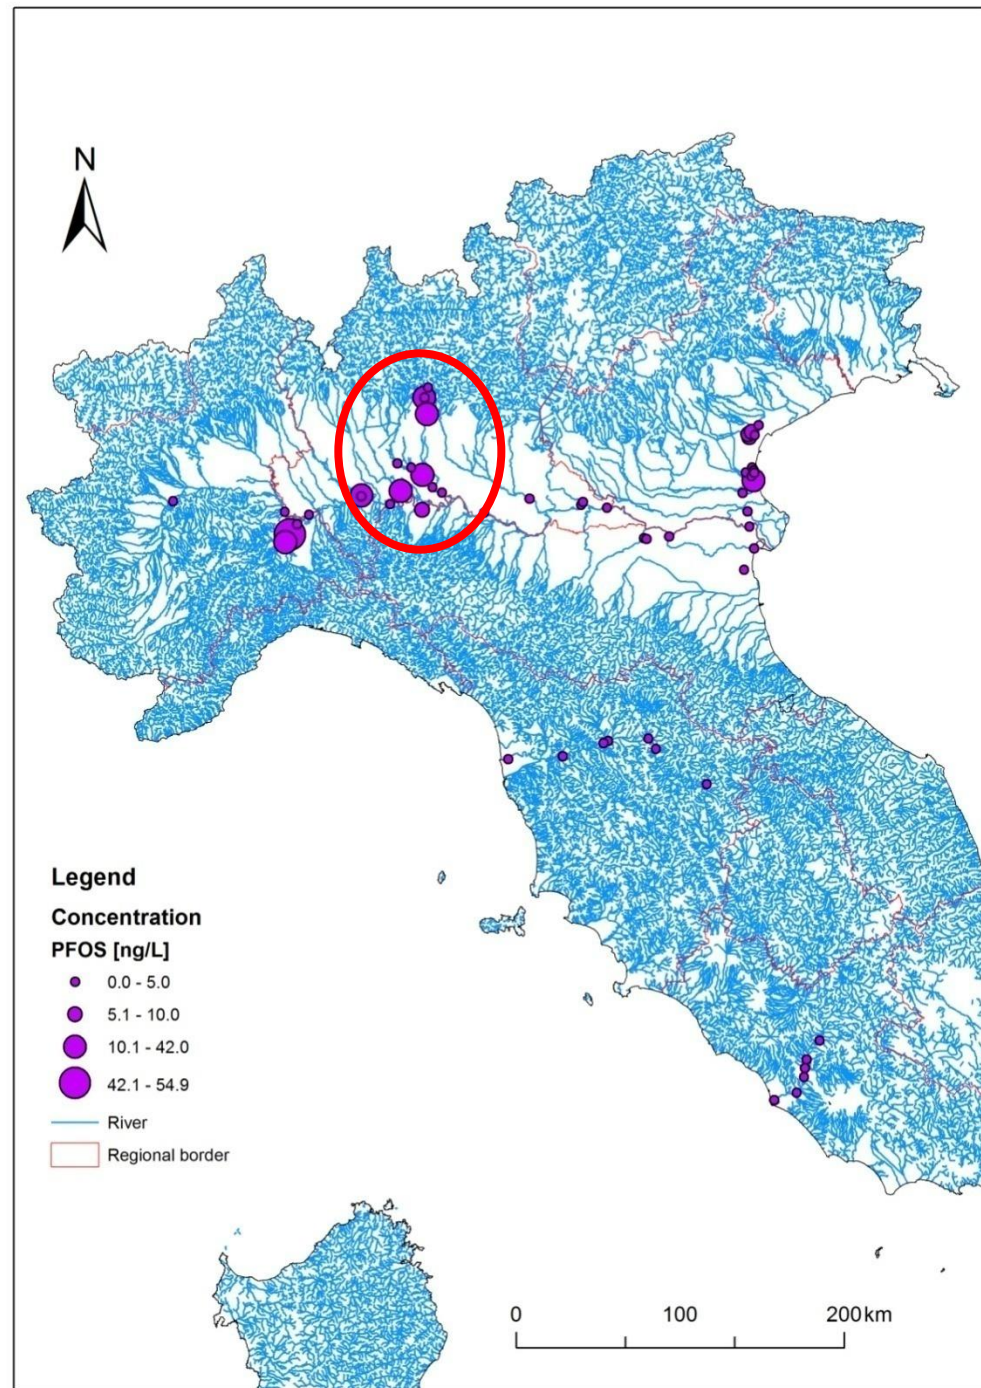 N
Legend
Concentration
PFOS [ng/L]
0.0 - 5.0
5.1 - 10.0
10.1 - 42.0
42.1 - 54.9
River
Regional border
0 100 200km